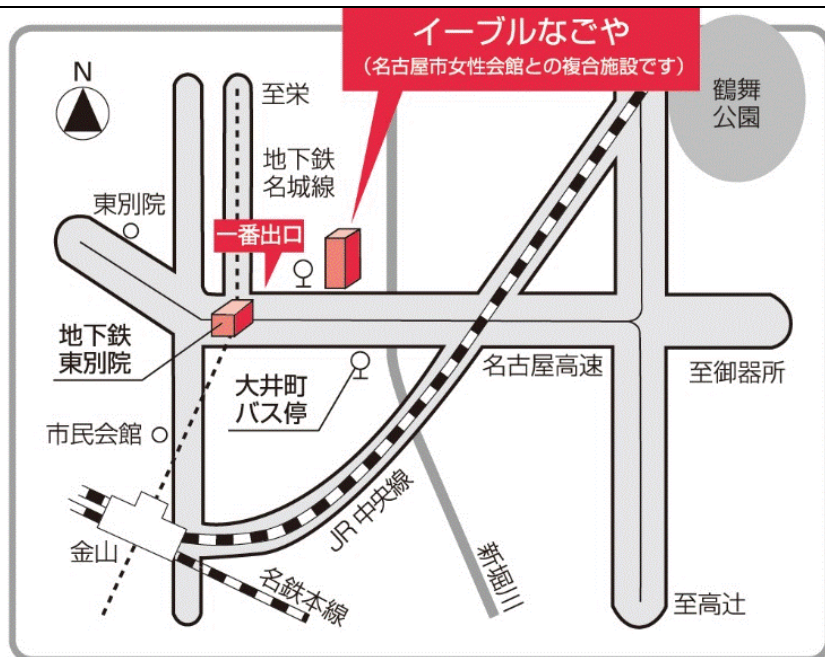 イーブルなごや
(名古屋市女性会館との複合施設です)
N
至栄
鶴舞
公園
地下鉄
名城線
東別院
一番出口
地下鉄
東別院
大井町
バス停
名古屋高速
至御器所
市民会館
JR中央線
金山
名鉄本線
新堀川
至高辻